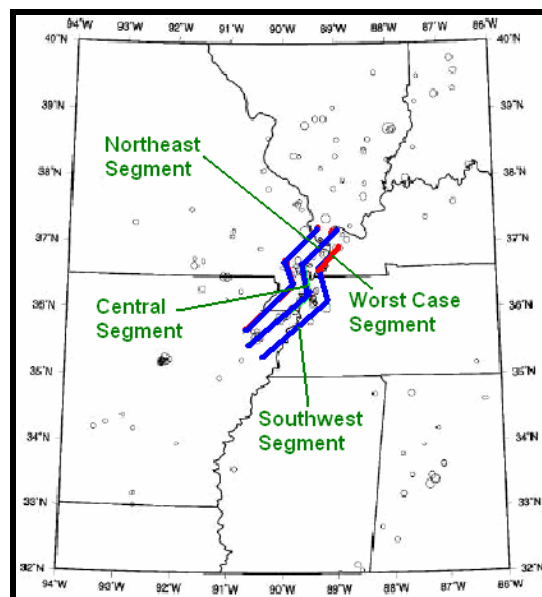 94°W 93°W 92°W 91°W 90°W 89°W 88°W 87°W 86°W
40°N 40°N
39°N 39°N
38°N 38°N
37°N 37°N
36°N 36°N
35°N 35°N
34°N 34°N
33°N 33°N
32°N 32°N
94°W 93°W 92°W 91°W 90°W 89°W 88°W 87°W 86°W
Northeast
Segment
Central
Segment
Worst Case
Segment
Southwest
Segment